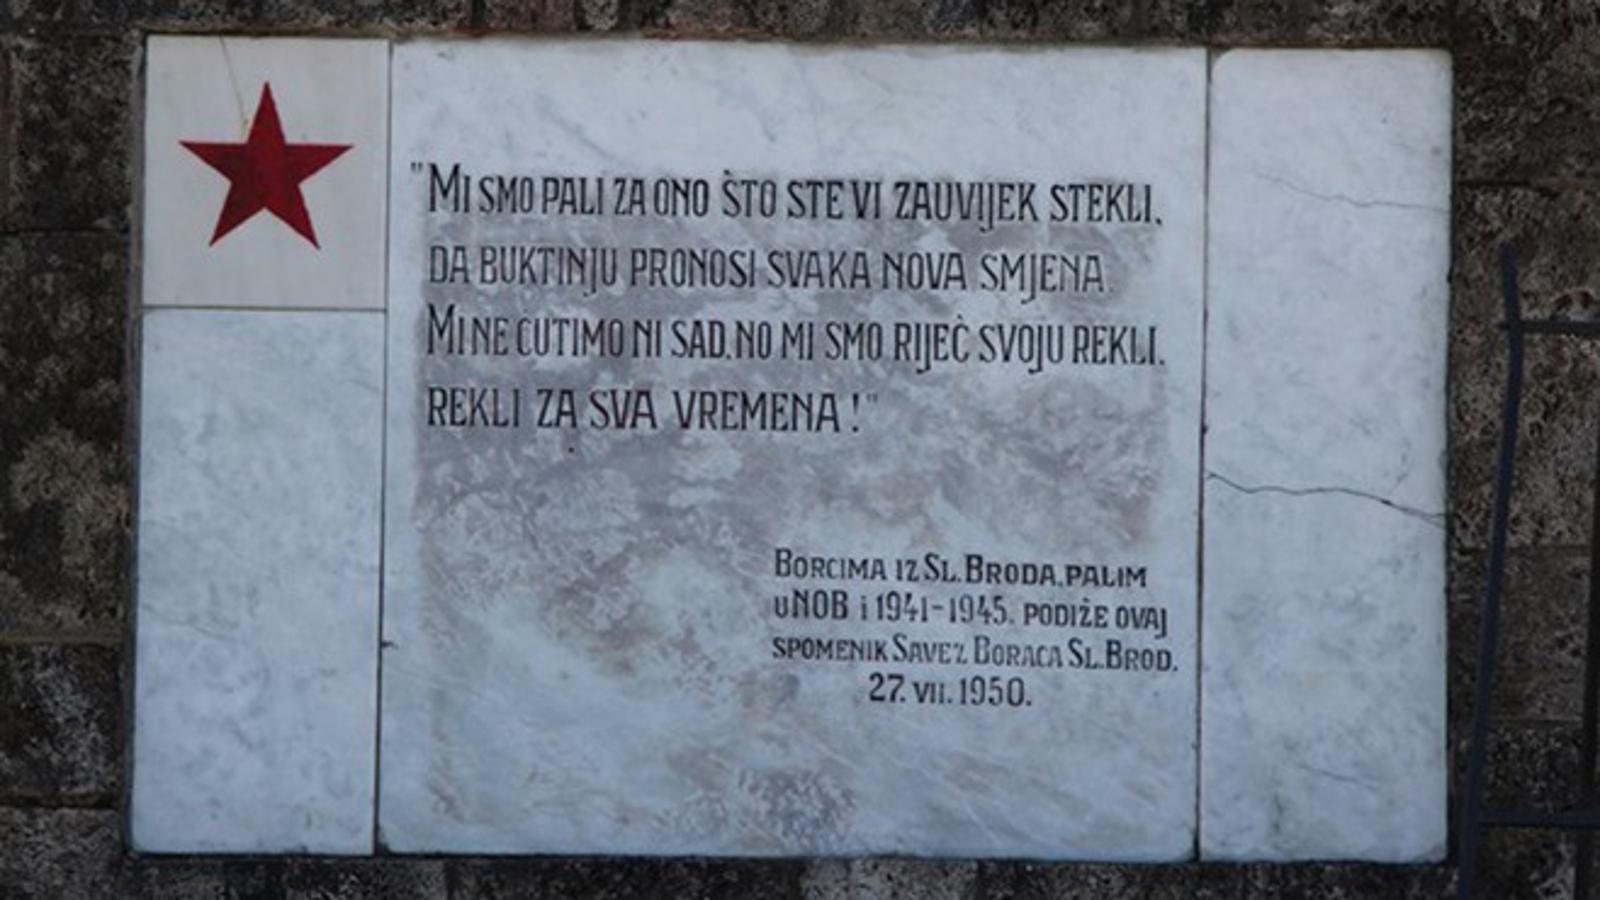 "MI SMO PALI ZA ONO ŠTO STE VI ZAUVIJEK STEKLI,
DA BUKTINJU PRONOSI SVAKA NOVA SMJENA.
MI NE ĆUTIMO NI SAD, NO MI SMO RIJEČ SVOJU REKLI,
REKLI ZA SVA VREMENA!"
BORCIMA IZ SL. BRODA, PALIM
u NOB i 1941-1945. PODIŽE OVAJ
SPOMENIK SAVEZ BORACA SL. BROD.
27. VII. 1950.